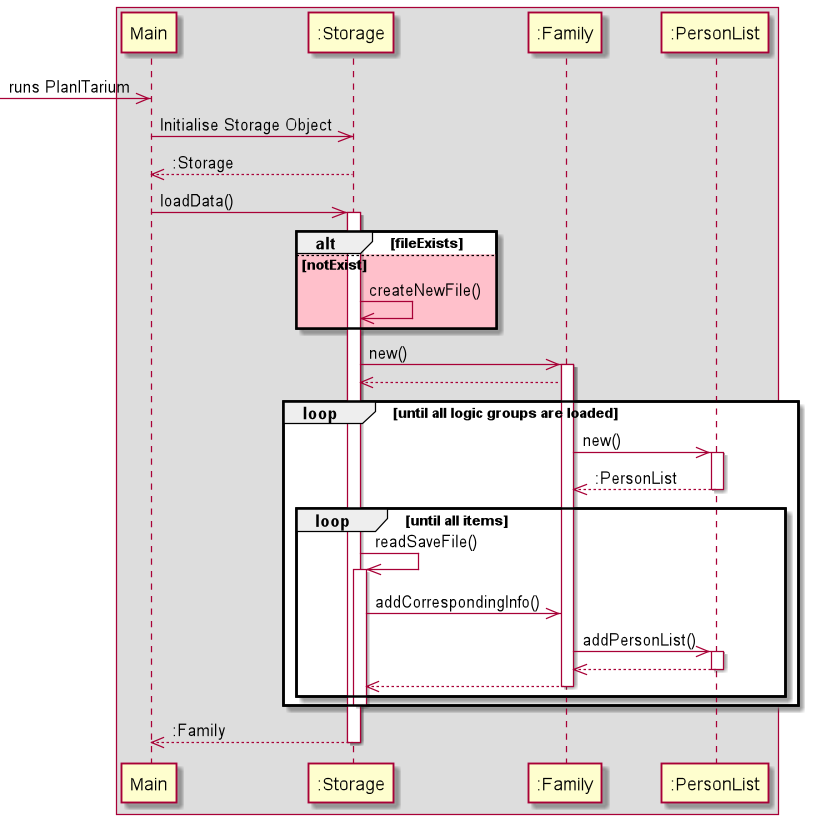 Main
:Storage
:Family
:PersonList
runs PlanITarium
Initialise Storage Object
:Storage
loadData()
alt
[fileExists]
[notExist]
createNewFile()
new()
loop
[until all logic groups are loaded]
new()
:PersonList
loop
[until all items]
readSaveFile()
addCorrespondingInfo()
addPersonList()
:Family
Main
:Storage
:Family
:PersonList